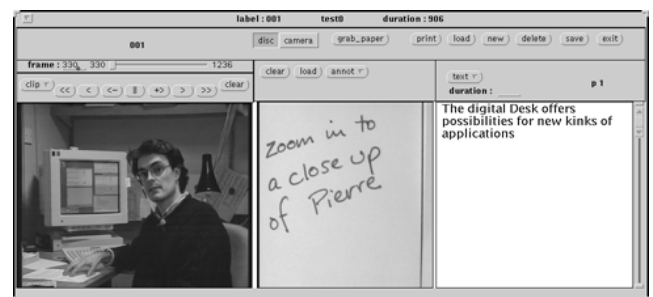 label : 001 test0 duration : 906
001 disc camera grab_paper print load new delete save exit
frame : 330 330 1236
clear load annot text p 1
clip << < <- || +> > >> clear
duration :
zoom in to
a close up
of Pierre
The digital Desk offers
possibilities for new kinks of
applications